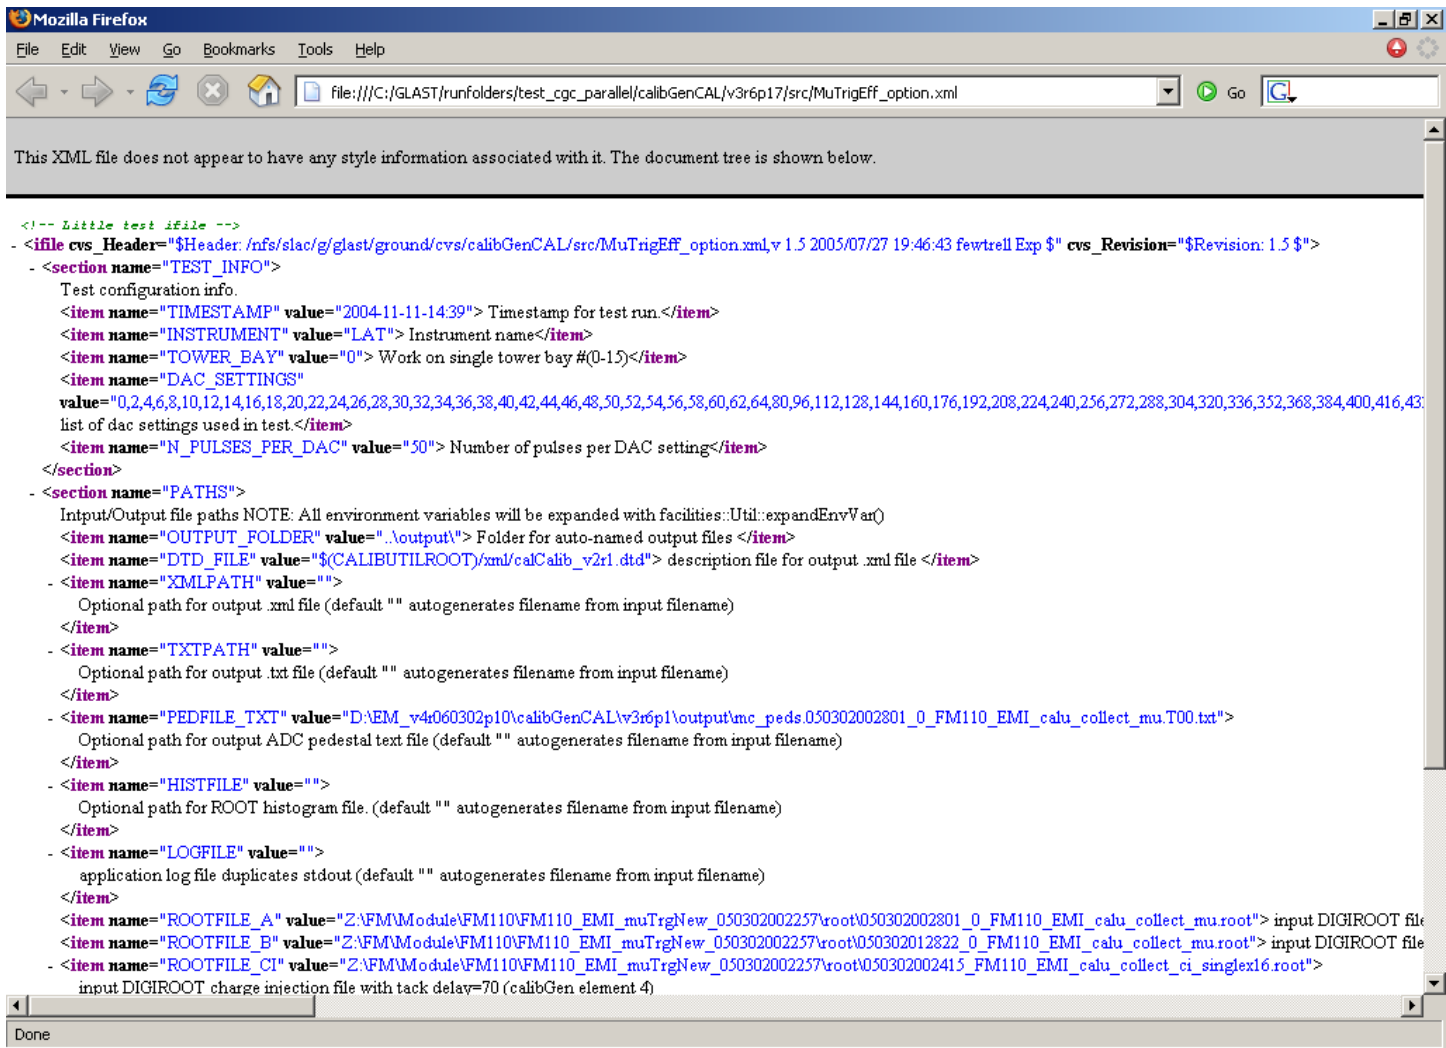 Mozilla Firefox
File Edit View Go Bookmarks Tools Help
file:///C:/GLAST/runfolders/test_cgc_parallel/calibGenCAL/v3r6p17/src/MuTrigEff_option.xml Go G
This XML file does not appear to have any style information associated with it. The document tree is shown below.
<!-- Little test ifile -->
- <ifile cvs_Header="$Header: /nfs/slac/g/glast/ground/cvs/calibGenCAL/src/MuTrigEff_option.xml,v 1.5 2005/07/27 19:46:43 fewtrell Exp $" cvs_Revision="$Revision: 1.5 $">
- <section name="TEST_INFO">
Test configuration info.
<item name="TIMESTAMP" value="2004-11-11-14:39"> Timestamp for test run.</item>
<item name="INSTRUMENT" value="LAT"> Instrument name</item>
<item name="TOWER_BAY" value="0"> Work on single tower bay #(0-15)</item>
<item name="DAC_SETTINGS"
value="0,2,4,6,8,10,12,14,16,18,20,22,24,26,28,30,32,34,36,38,40,42,44,46,48,50,52,54,56,58,60,62,64,80,96,112,128,144,160,176,192,208,224,240,256,272,288,304,320,336,352,368,384,400,416,43
list of dac settings used in test.</item>
<item name="N_PULSES_PER_DAC" value="50"> Number of pulses per DAC setting</item>
</section>
- <section name="PATHS">
Intput/Output file paths NOTE: All environment variables will be expanded with facilities::Util::expandEnvVar()
<item name="OUTPUT_FOLDER" value="..\output\"> Folder for auto-named output files </item>
<item name="DTD_FILE" value="$(CALIBUTILROOT)/xml/calCalib_v2r1.dtd"> description file for output .xml file </item>
- <item name="XMLPATH" value="">
Optional path for output .xml file (default "" autogenerates filename from input filename)
</item>
- <item name="TXTPATH" value="">
Optional path for output .txt file (default "" autogenerates filename from input filename)
</item>
- <item name="PEDFILE_TXT" value="D:\EM_v4r060302p10\calibGenCAL\v3r6p1\output\mc_peds.050302002801_0_FM110_EMI_calu_collect_mu.T00.txt">
Optional path for output ADC pedestal text file (default "" autogenerates filename from input filename)
</item>
- <item name="HISTFILE" value="">
Optional path for ROOT histogram file. (default "" autogenerates filename from input filename)
</item>
- <item name="LOGFILE" value="">
application log file duplicates stdout (default "" autogenerates filename from input filename)
</item>
<item name="ROOTFILE_A" value="Z:\FM\Module\FM110\FM110_EMI_muTrgNew_050302002257\root\050302002801_0_FM110_EMI_calu_collect_mu.root"> input DIGIROOT file
<item name="ROOTFILE_B" value="Z:\FM\Module\FM110\FM110_EMI_muTrgNew_050302002257\root\050302012822_0_FM110_EMI_calu_collect_mu.root"> input DIGIROOT file
- <item name="ROOTFILE_CI" value="Z:\FM\Module\FM110\FM110_EMI_muTrgNew_050302002257\root\050302002415_FM110_EMI_calu_collect_ci_singlex16.root">
input DIGIROOT charge injection file with tack delay=70 (calibGen element 4)
Done